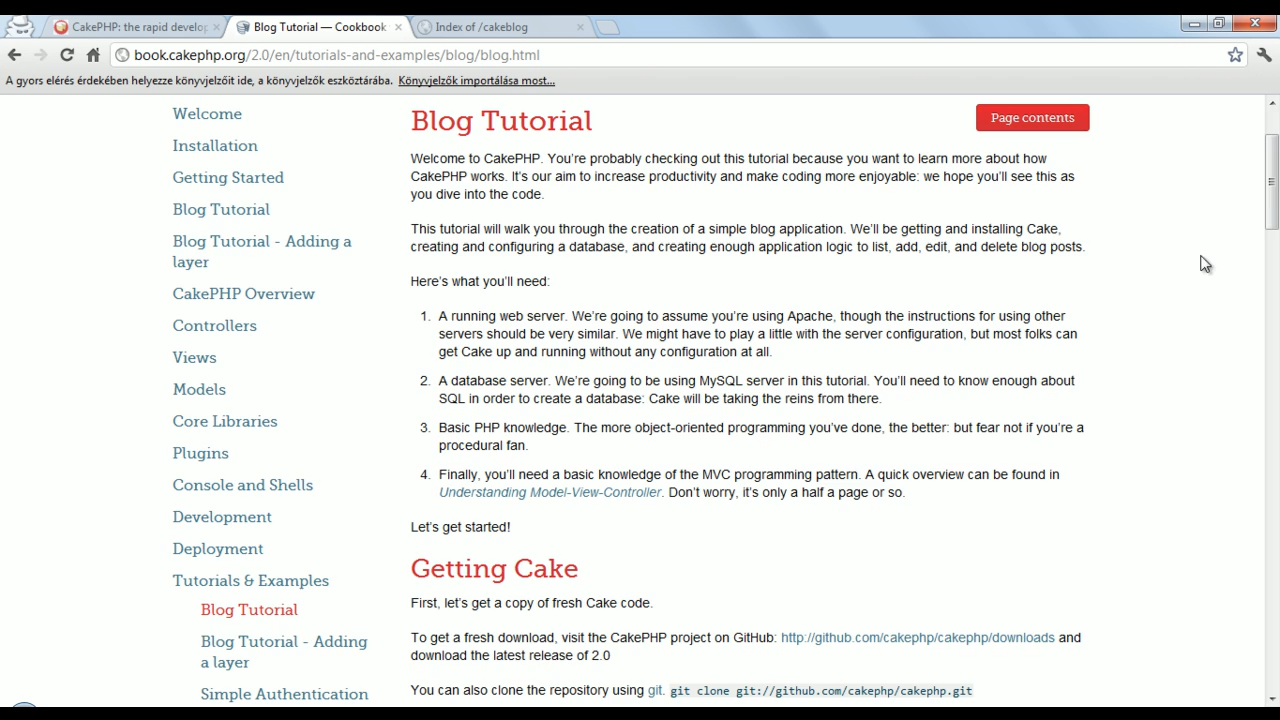 CakePHP: the rapid develo
Blog Tutorial — Cookbook
Index of /cakeblog
book.cakephp.org/2.0/en/tutorials-and-examples/blog/blog.html
A gyors elérés érdekében helyezze könyvjelzőit ide, a könyvjelzők eszköztárába. Könyvjelzők importálása most...
Welcome
Installation
Getting Started
Blog Tutorial
Blog Tutorial - Adding a
layer
CakePHP Overview
Controllers
Views
Models
Core Libraries
Plugins
Console and Shells
Development
Deployment
Tutorials & Examples
Blog Tutorial
Blog Tutorial - Adding
a layer
Simple Authentication
Blog Tutorial
Page contents
Welcome to CakePHP. You're probably checking out this tutorial because you want to learn more about how
CakePHP works. It's our aim to increase productivity and make coding more enjoyable: we hope you'll see this as
you dive into the code.
This tutorial will walk you through the creation of a simple blog application. We'll be getting and installing Cake,
creating and configuring a database, and creating enough application logic to list, add, edit, and delete blog posts.
Here's what you'll need:
1. A running web server. We're going to assume you're using Apache, though the instructions for using other
servers should be very similar. We might have to play a little with the server configuration, but most folks can
get Cake up and running without any configuration at all.
2. A database server. We're going to be using MySQL server in this tutorial. You'll need to know enough about
SQL in order to create a database: Cake will be taking the reins from there.
3. Basic PHP knowledge. The more object-oriented programming you've done, the better: but fear not if you're a
procedural fan.
4. Finally, you'll need a basic knowledge of the MVC programming pattern. A quick overview can be found in
Understanding Model-View-Controller. Don't worry, it's only a half a page or so.
Let's get started!
Getting Cake
First, let's get a copy of fresh Cake code.
To get a fresh download, visit the CakePHP project on GitHub: http://github.com/cakephp/cakephp/downloads and
download the latest release of 2.0
You can also clone the repository using git. git clone git://github.com/cakephp/cakephp.git